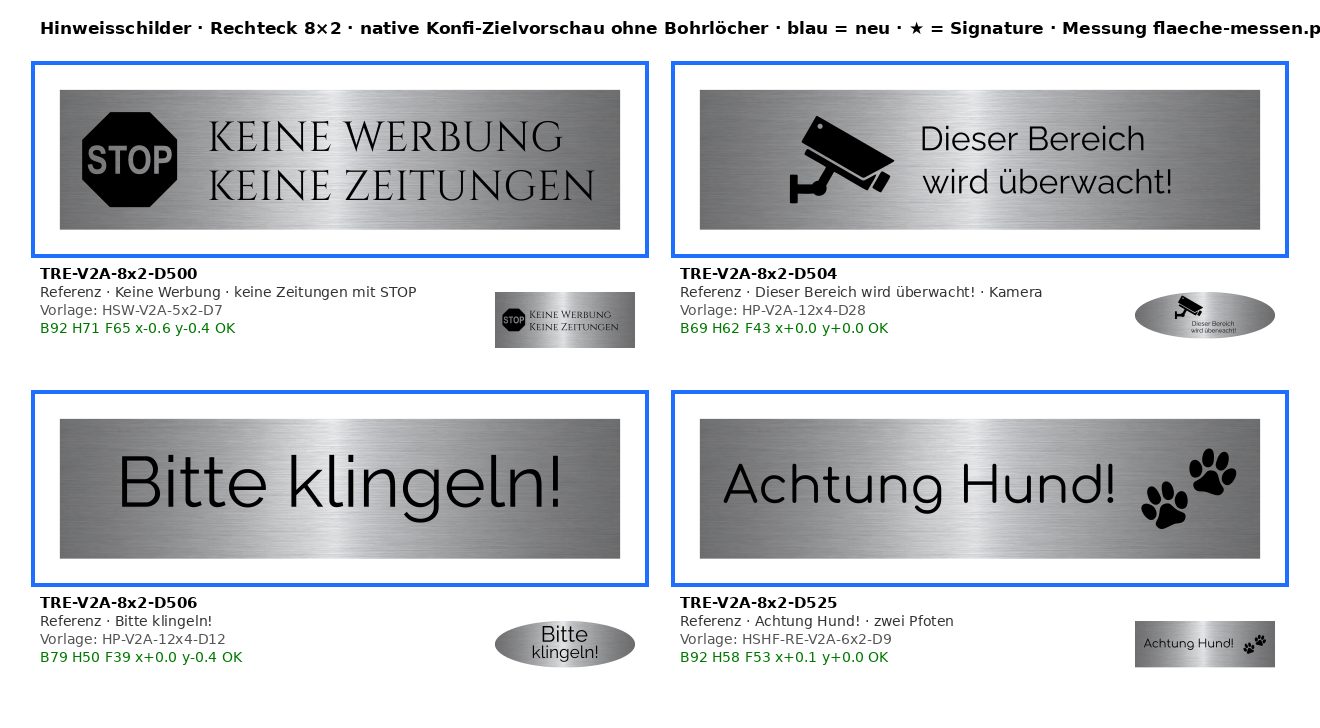 Hinweisschilder · Rechteck 8×2 · native Konfi-Zielvorschau ohne Bohrlöcher · blau = neu · ★ = Signature · Messung flaeche-messen.p
STOP
KEINE WERBUNG
KEINE ZEITUNGEN
Dieser Bereich
wird überwacht!
TRE-V2A-8x2-D500
Referenz · Keine Werbung · keine Zeitungen mit STOP
Vorlage: HSW-V2A-5x2-D7
B92 H71 F65 x-0.6 y-0.4 OK
STOP
KEINE WERBUNG
KEINE ZEITUNGEN
TRE-V2A-8x2-D504
Referenz · Dieser Bereich wird überwacht! · Kamera
Vorlage: HP-V2A-12x4-D28
B69 H62 F43 x+0.0 y+0.0 OK
Dieser Bereich
wird überwacht!
Bitte klingeln!
Achtung Hund!
TRE-V2A-8x2-D506
Referenz · Bitte klingeln!
Vorlage: HP-V2A-12x4-D12
B79 H50 F39 x+0.0 y-0.4 OK
Bitte
klingeln!
TRE-V2A-8x2-D525
Referenz · Achtung Hund! · zwei Pfoten
Vorlage: HSHF-RE-V2A-6x2-D9
B92 H58 F53 x+0.1 y+0.0 OK
Achtung Hund!